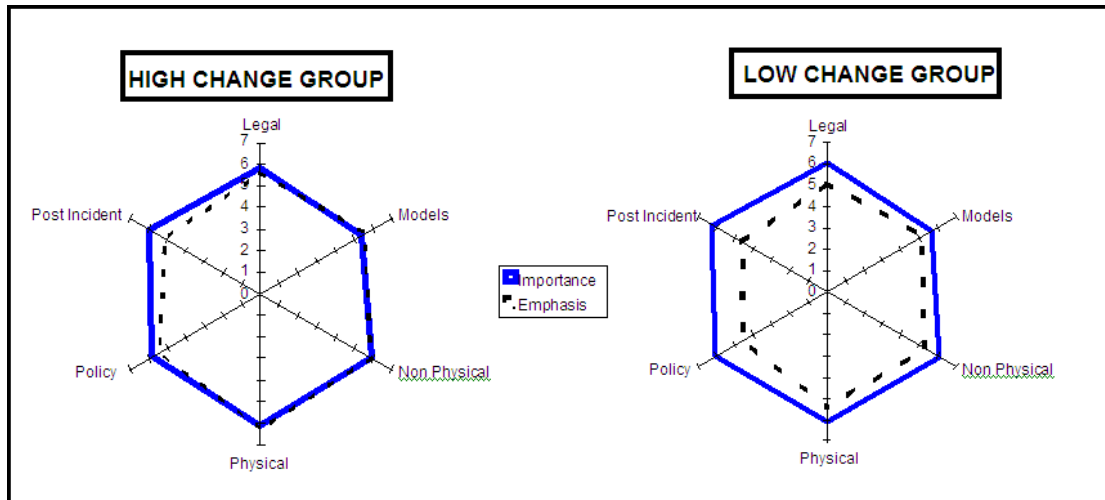 HIGH CHANGE GROUP
LOW CHANGE GROUP
Legal
7
6
5
4
3
2
1
0
Models
Non Physical
Physical
Policy
Post Incident
Importance
Emphasis
Legal
7
6
5
4
3
2
1
0
Models
Non Physical
Physical
Policy
Post Incident